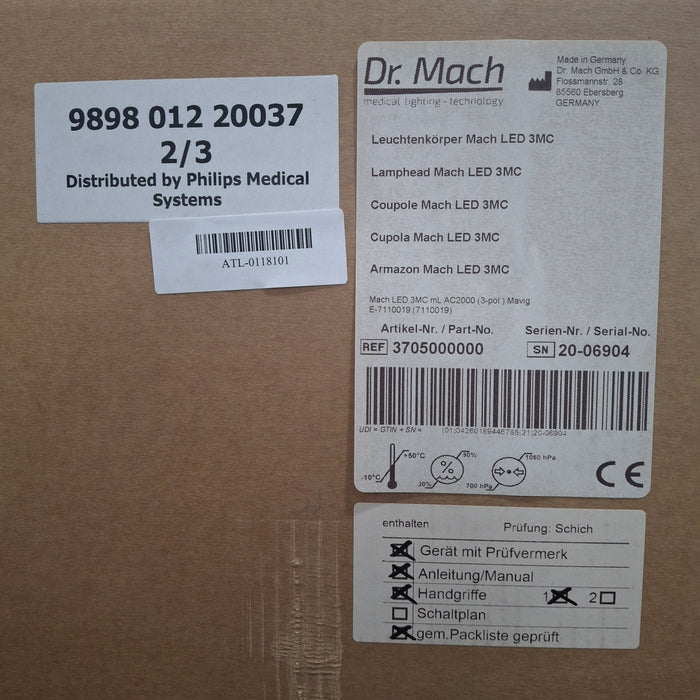 9898 012 20037
2/3
Distributed by Philips Medical
Systems
ATL-0118101
Dr. Mach
medical lighting - technology
Made in Germany
Dr. Mach GmbH & Co. KG
Flossmannstr. 28
85560 Ebersberg
GERMANY
Leuchtenkörper Mach LED 3MC
Lamphead Mach LED 3MC
Coupole Mach LED 3MC
Cupola Mach LED 3MC
Armazon Mach LED 3MC
Mach LED 3MC mL AC2000 (3-pol.) Mavig
E-7110019 (7110019)
Artikel-Nr. / Part-No. Serien-Nr. / Serial-No.
REF 3705000000 SN 20-06904
UDI = GTIN + SN = (01)04260189446755(21)20-06904
+50°C
-10°C
90%
%
20%
1060 hPa
700 hPa
CE
enthalten Prüfung: Schich
Gerät mit Prüfvermerk
Anleitung/Manual
Handgriffe 1 2
Schaltplan
gem.Packliste geprüft